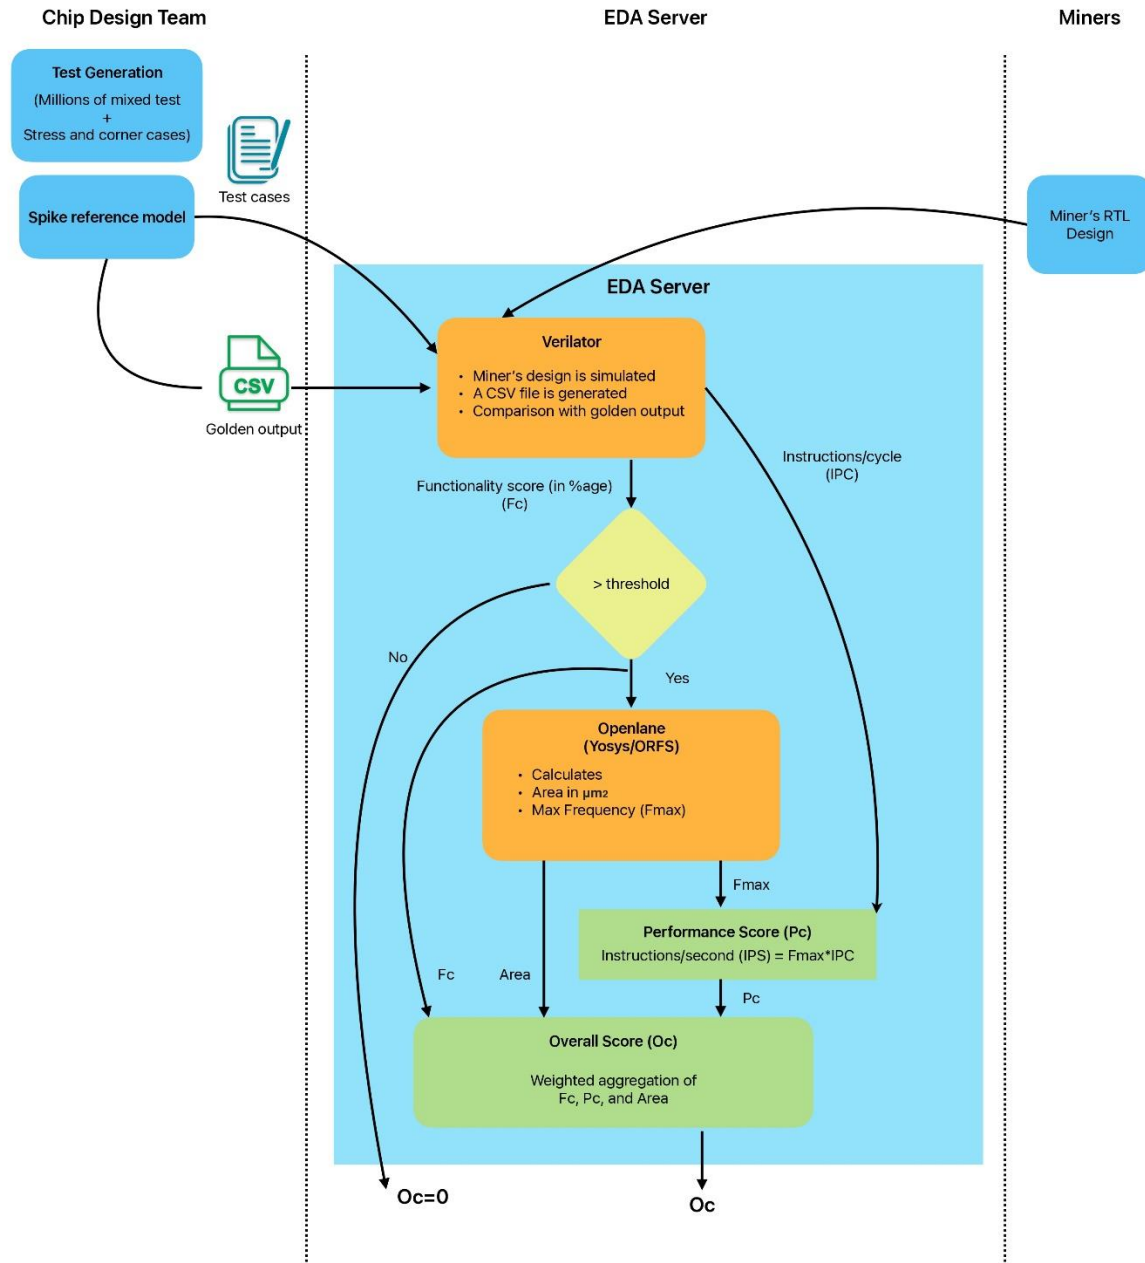 Chip Design Team
EDA Server
Miners
Test Generation
(Millions of mixed test
+
Stress and corner cases)
Test cases
Spike reference model
Miner's RTL
Design
EDA Server
Verilator
• Miner's design is simulated
• A CSV file is generated
• Comparison with golden output
CSV
Golden output
Instructions/cycle
(IPC)
Functionality score (in %age)
(Fc)
> threshold
No
Yes
Openlane
(Yosys/ORFS)
• Calculates
• Area in µm2
• Max Frequency (Fmax)
Fmax
Performance Score (Pc)
Instructions/second (IPS) = Fmax*IPC
Fc
Area
Pc
Overall Score (Oc)
Weighted aggregation of
Fc, Pc, and Area
Oc=0
Oc